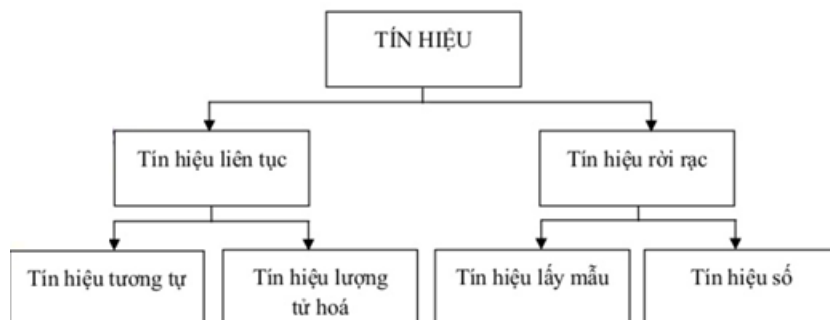 TÍN HIỆU
Tín hiệu liên tục
Tín hiệu rời rạc
Tín hiệu tương tự
Tín hiệu lượng
tử hoá
Tín hiệu lấy mẫu
Tín hiệu số